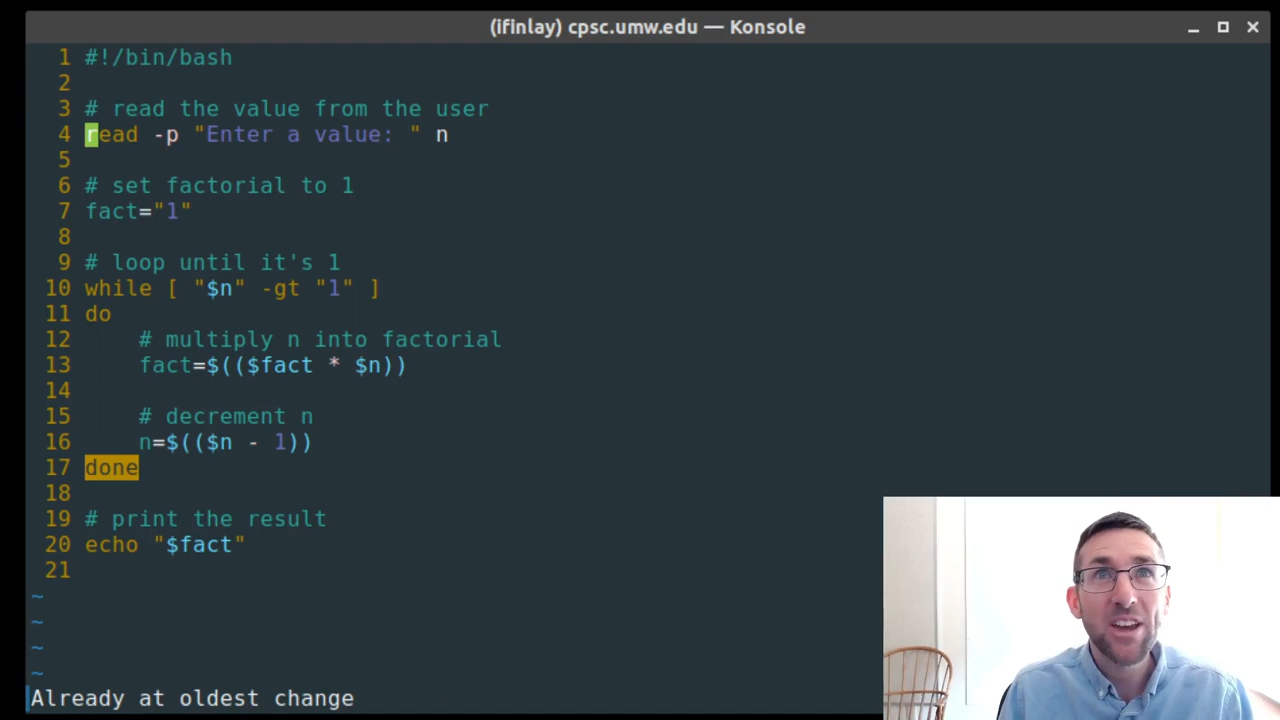 (ifinlay) cpsc.umw.edu — Konsole
1 #!/bin/bash
2
3 # read the value from the user
4 read -p "Enter a value: " n
5
6 # set factorial to 1
7 fact="1"
8
9 # loop until it's 1
10 while [ "$n" -gt "1" ]
11 do
12     # multiply n into factorial
13     fact=$(($fact * $n))
14
15     # decrement n
16     n=$(($n - 1))
17 done
18
19 # print the result
20 echo "$fact"
21
~
~
~
~
Already at oldest change